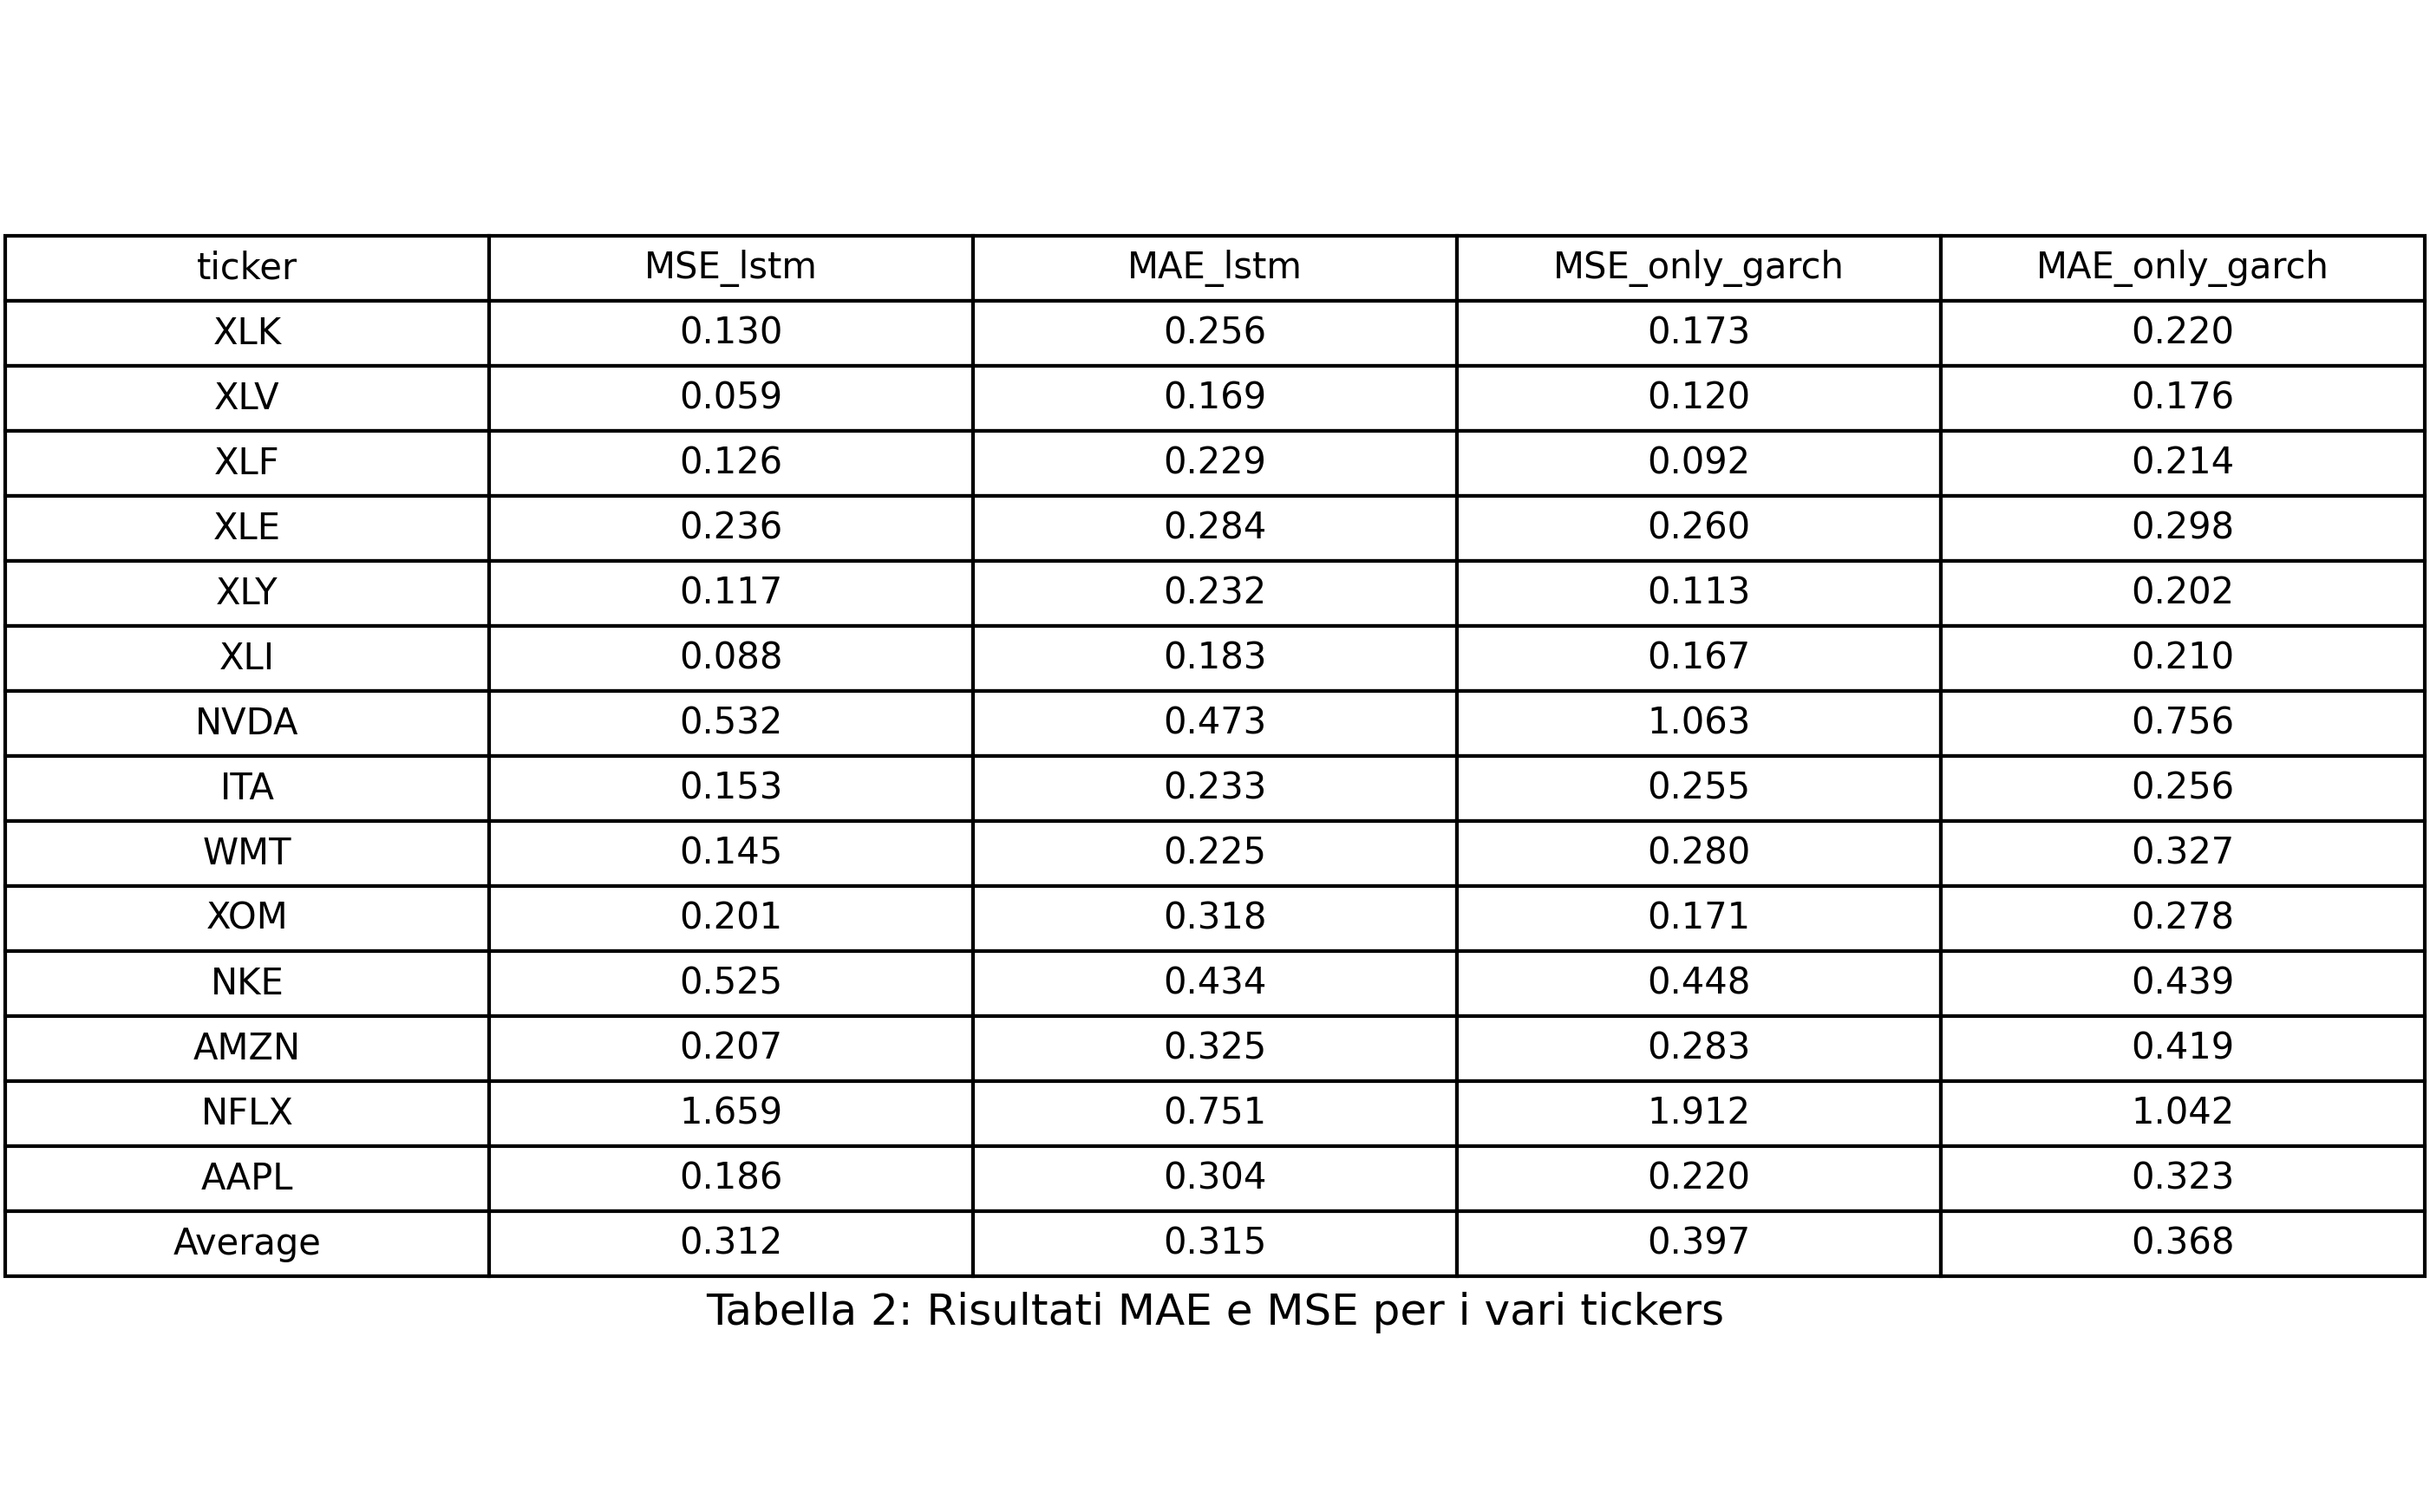 ticker MSE_lstm MAE_lstm MSE_only_garch MAE_only_garch
XLK 0.130 0.256 0.173 0.220
XLV 0.059 0.169 0.120 0.176
XLF 0.126 0.229 0.092 0.214
XLE 0.236 0.284 0.260 0.298
XLY 0.117 0.232 0.113 0.202
XLI 0.088 0.183 0.167 0.210
NVDA 0.532 0.473 1.063 0.756
ITA 0.153 0.233 0.255 0.256
WMT 0.145 0.225 0.280 0.327
XOM 0.201 0.318 0.171 0.278
NKE 0.525 0.434 0.448 0.439
AMZN 0.207 0.325 0.283 0.419
NFLX 1.659 0.751 1.912 1.042
AAPL 0.186 0.304 0.220 0.323
Average 0.312 0.315 0.397 0.368
Tabella 2: Risultati MAE e MSE per i vari tickers